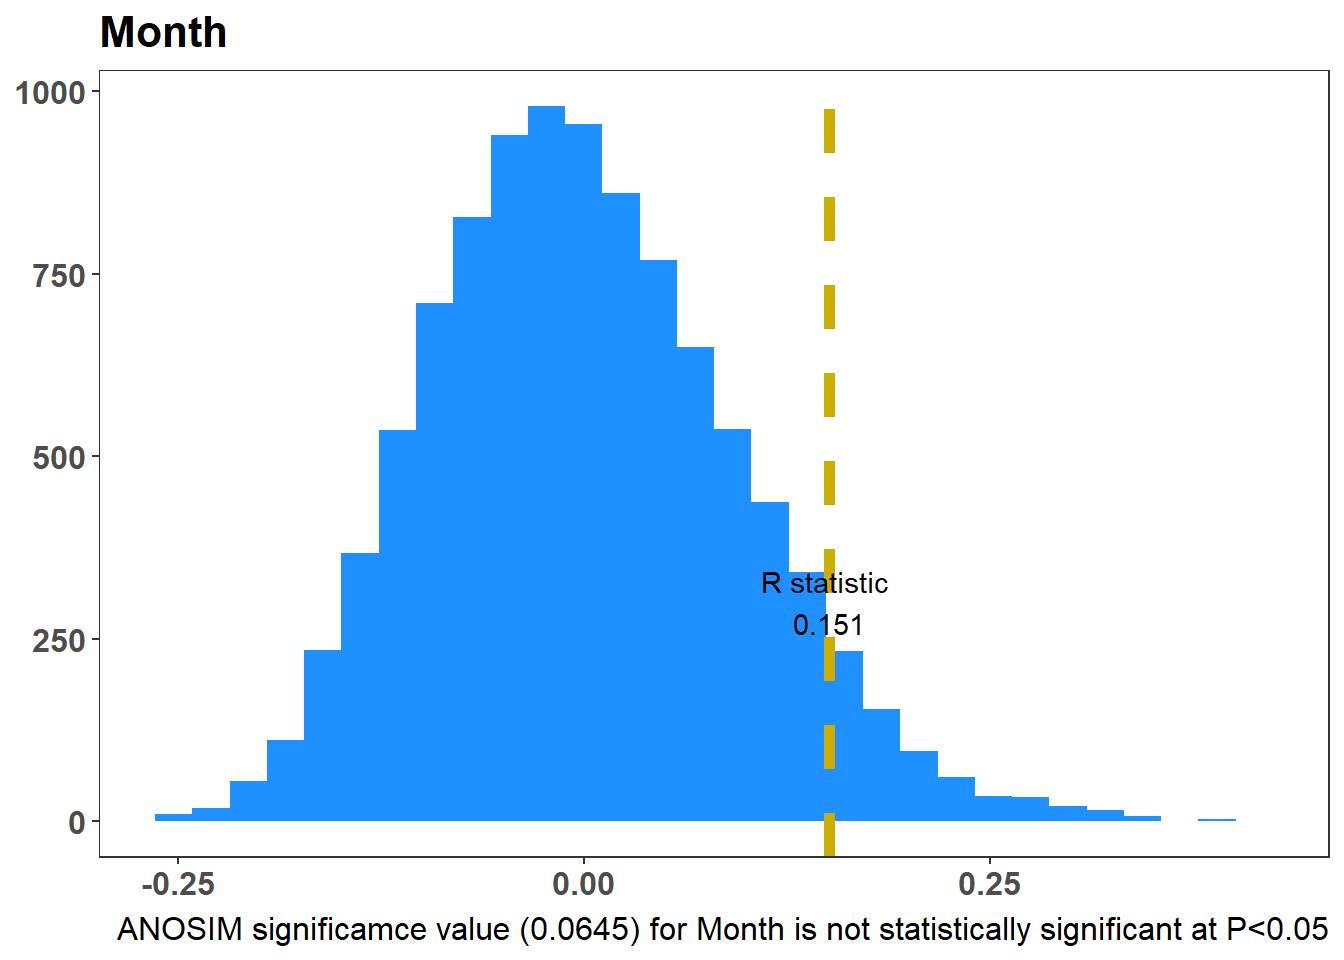 Month
1000
750
500
250
0
R statistic
0.151
-0.25 0.00 0.25
ANOSIM significamce value (0.0645) for Month is not statistically significant at P<0.05